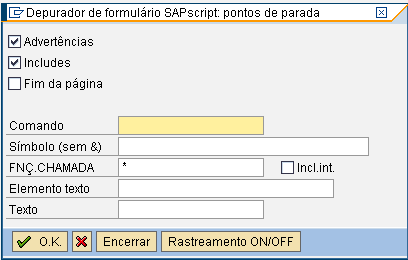 Depurador de formulário SAPscript: pontos de parada
Advertências
Includes
Fim da página
Comando
Símbolo (sem &)
FNÇ.CHAMADA * Incl.int.
Elemento texto
Texto
O.K. Encerrar Rastreamento ON/OFF